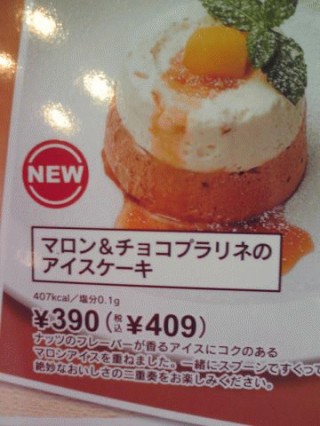 NEW
マロン&チョコプラリネの
アイスケーキ
407kcal/塩分0.1g
¥390(税込¥409)
ナッツのフレーバーが香るアイスにコクのある
マロンアイスを重ねました。一緒にスプーンですくって
絶妙なおいしさの三重奏をお楽しみください。